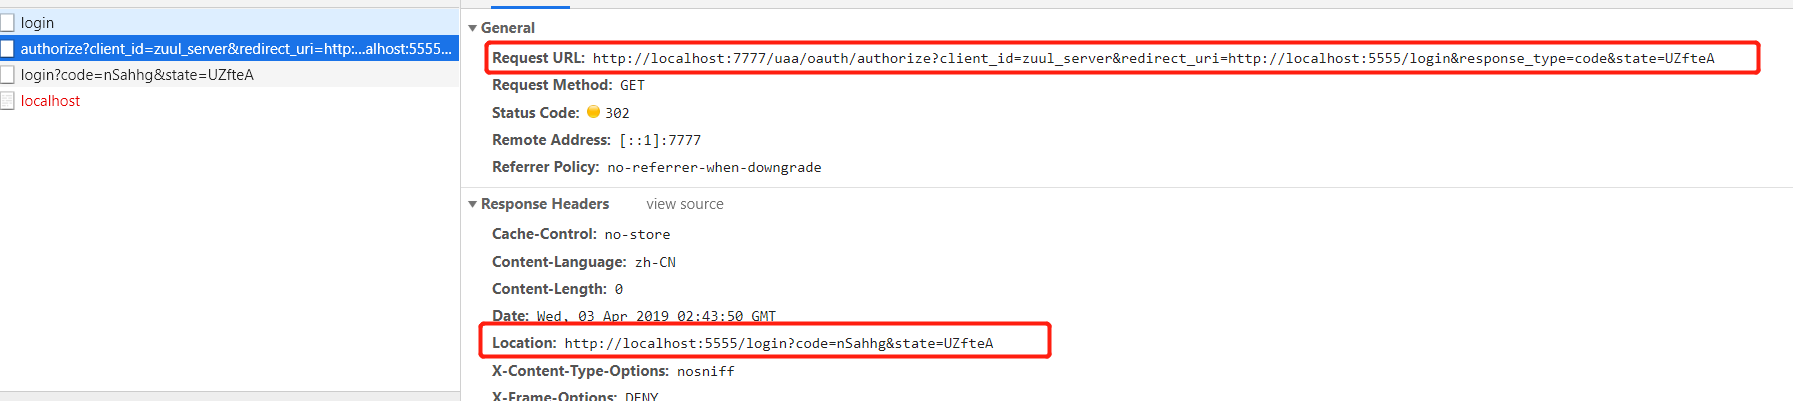 login
authorize?client_id=zuul_server&redirect_uri=http:...alhost:5555...
login?code=nSahhg&state=UZfteA
localhost
General
Request URL: http://localhost:7777/uaa/oauth/authorize?client_id=zuul_server&redirect_uri=http://localhost:5555/login&response_type=code&state=UZfteA
Request Method: GET
Status Code: 302
Remote Address: [::1]:7777
Referrer Policy: no-referrer-when-downgrade
Response Headers view source
Cache-Control: no-store
Content-Language: zh-CN
Content-Length: 0
Date: Wed, 03 Apr 2019 02:43:50 GMT
Location: http://localhost:5555/login?code=nSahhg&state=UZfteA
X-Content-Type-Options: nosniff
X-Frame-Options: DENY